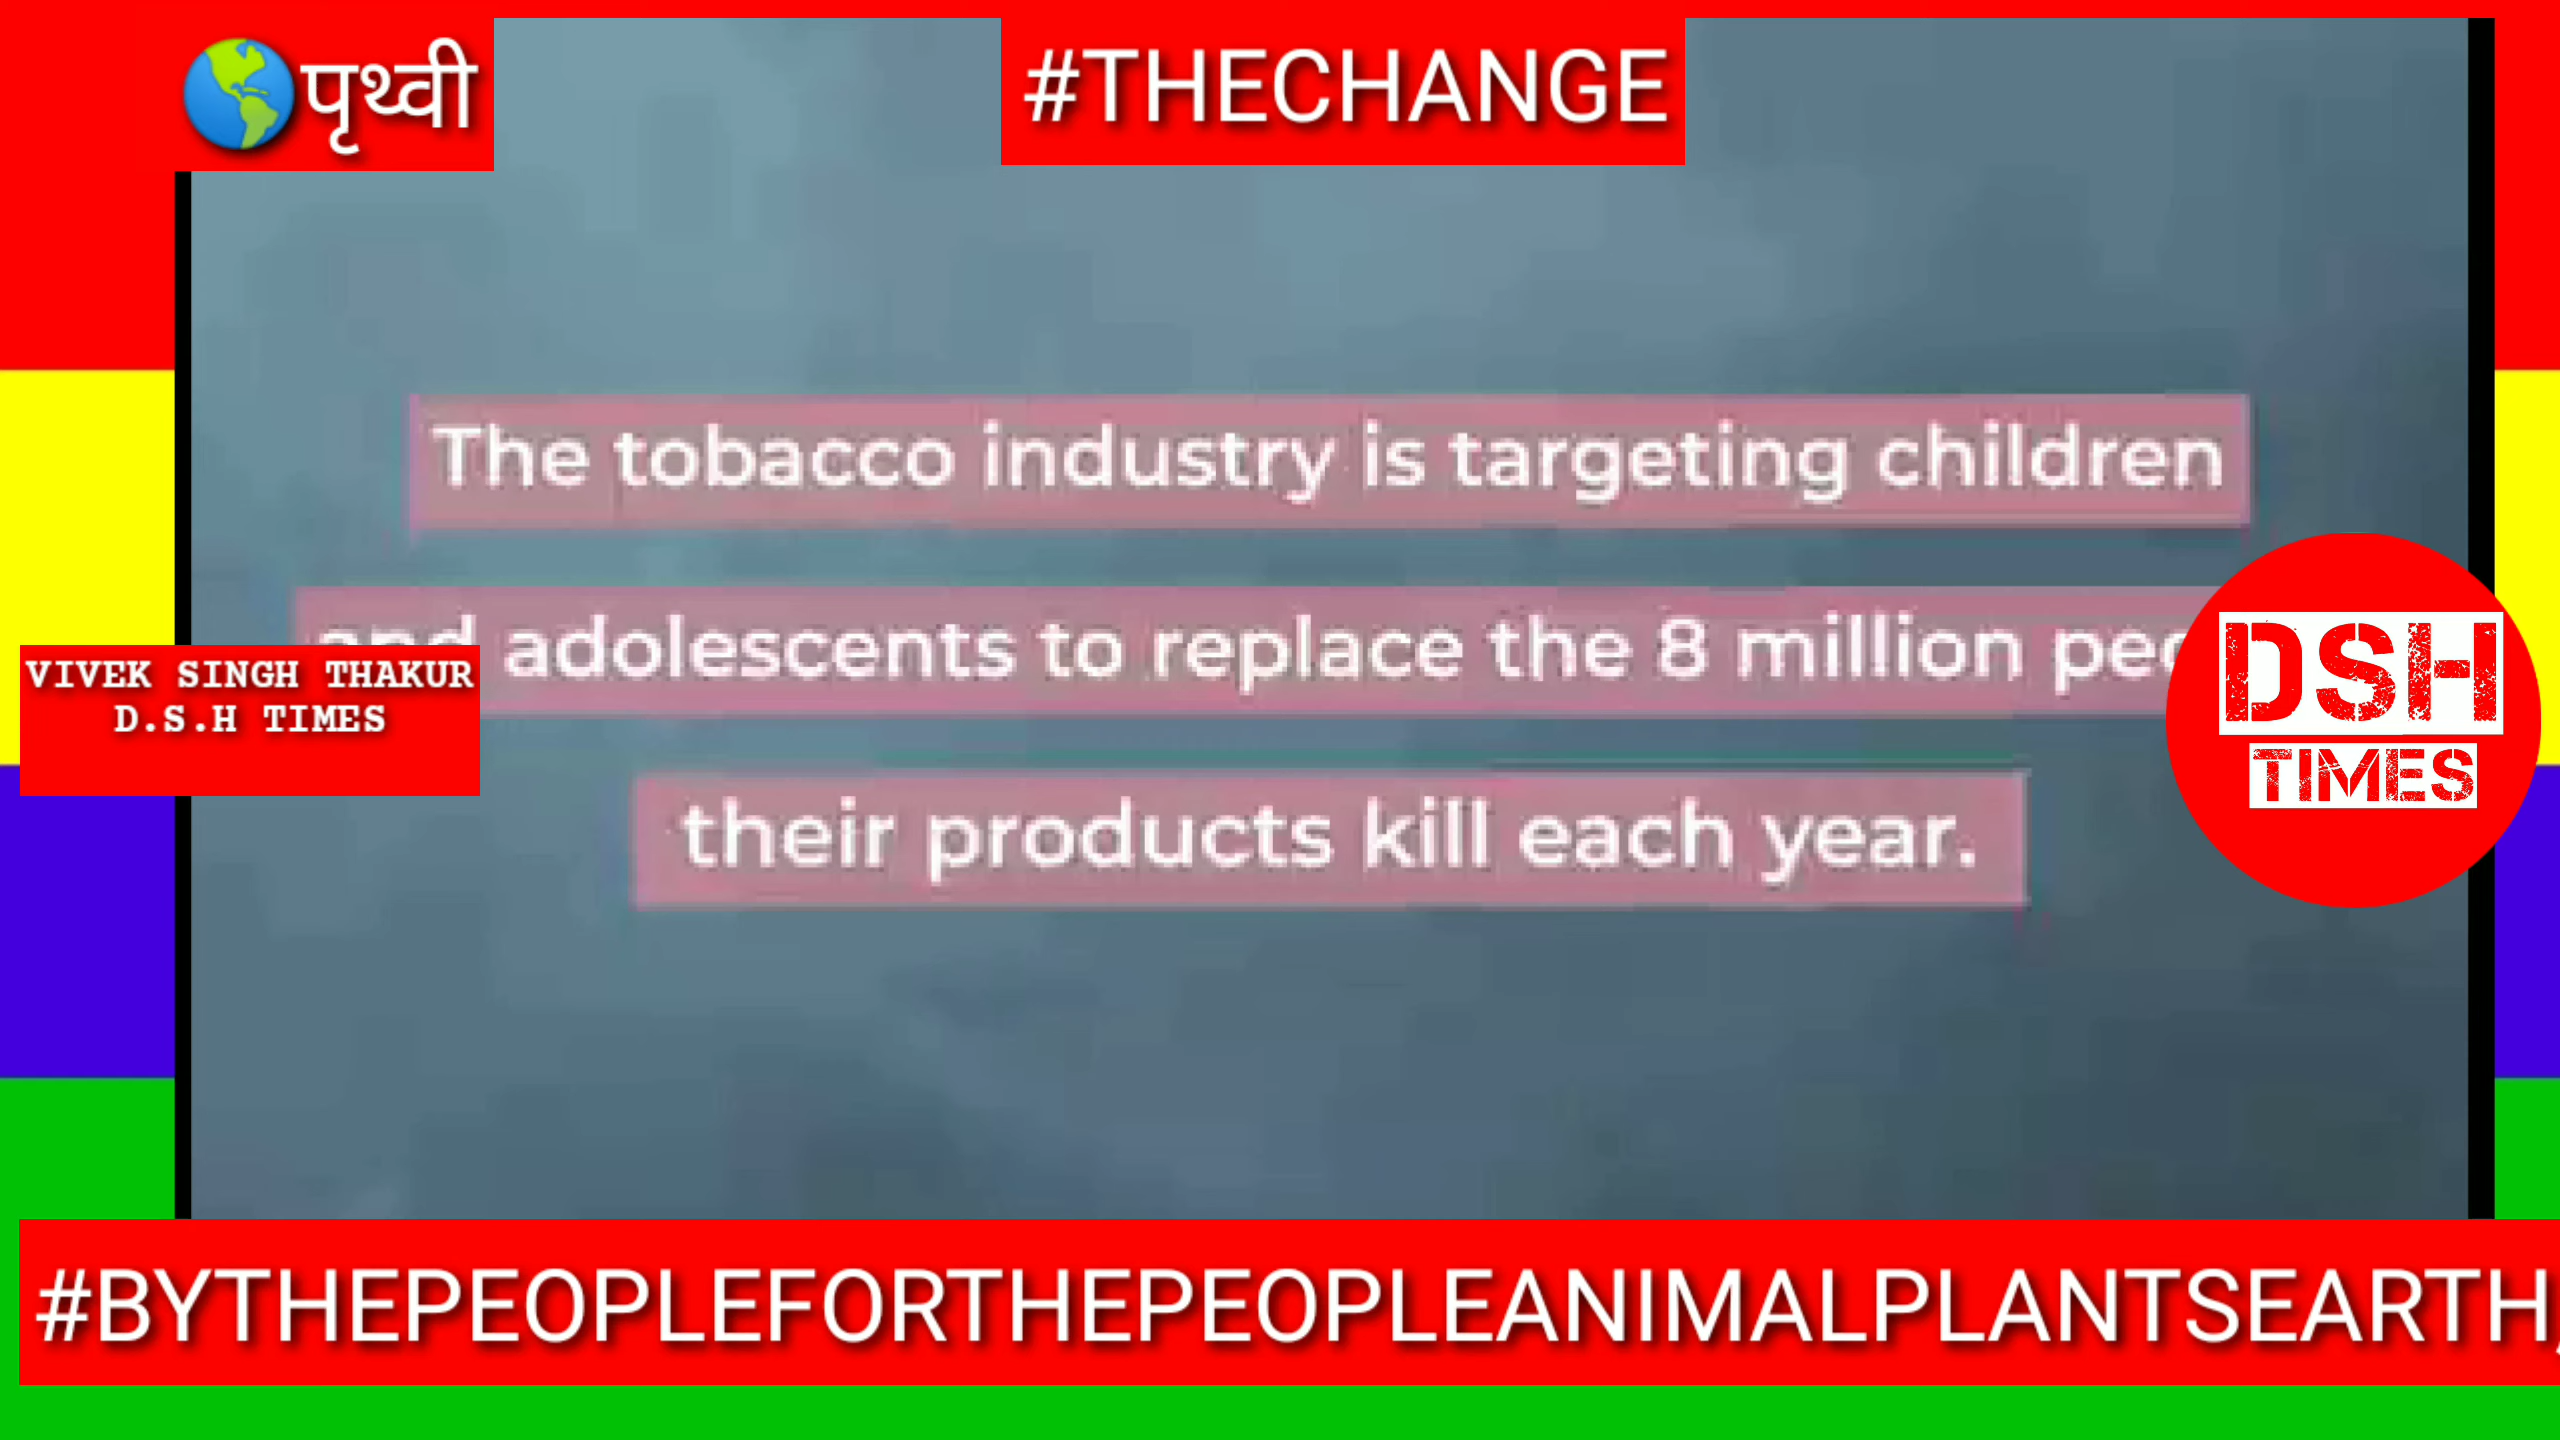 पृथ्वी
#THECHANGE
The tobacco industry is targeting children
and adolescents to replace the 8 million
their products kill each year.
VIVEK SINGH THAKUR
D.S.H TIMES
DSH
TIMES
#BYTHEPEOPLEFORTHEPEOPLEANIMALPLANTSEARTH,